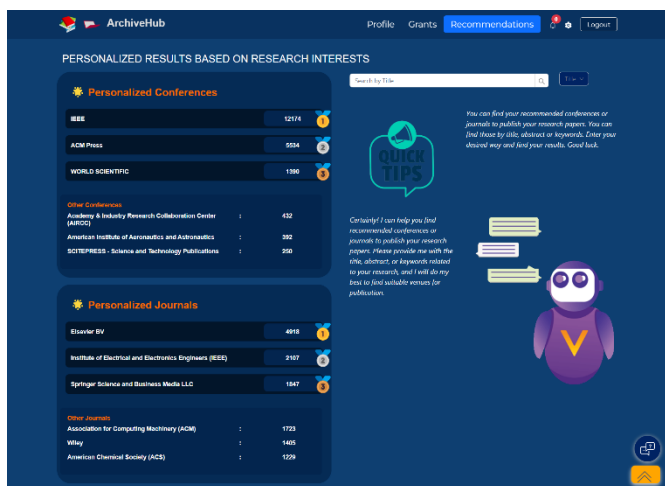 ArchiveHub
Profile
Grants
Recommendations
Logout
PERSONALIZED RESULTS BASED ON RESEARCH INTERESTS
Personalized Conferences
IEEE 12174 1
ACM Press 5534 2
WORLD SCIENTIFIC 1390 3
Other Conferences
Academy & Industry Research Collaboration Center (AIRCC) : 432
American Institute of Aeronautics and Astronautics : 392
SCITEPRESS - Science and Technology Publications : 250
Personalized Journals
Elsevier BV 4918 1
Institute of Electrical and Electronics Engineers (IEEE) 2107 2
Springer Science and Business Media LLC 1847 3
Other Journals
Association for Computing Machinery (ACM) : 1723
Wiley : 1405
American Chemical Society (ACS) : 1229
Search by Title
Title
QUICK
TIPS
You can find your recommended conferences or
journals to publish your research papers. You can
find those by title, abstract or keywords. Enter your
desired way and find your results. Good luck.
Certainly! I can help you find
recommended conferences or
journals to publish your research
papers. Please provide me with the
title, abstract, or keywords related
to your research, and I will do my
best to find suitable venues for
publication.
V